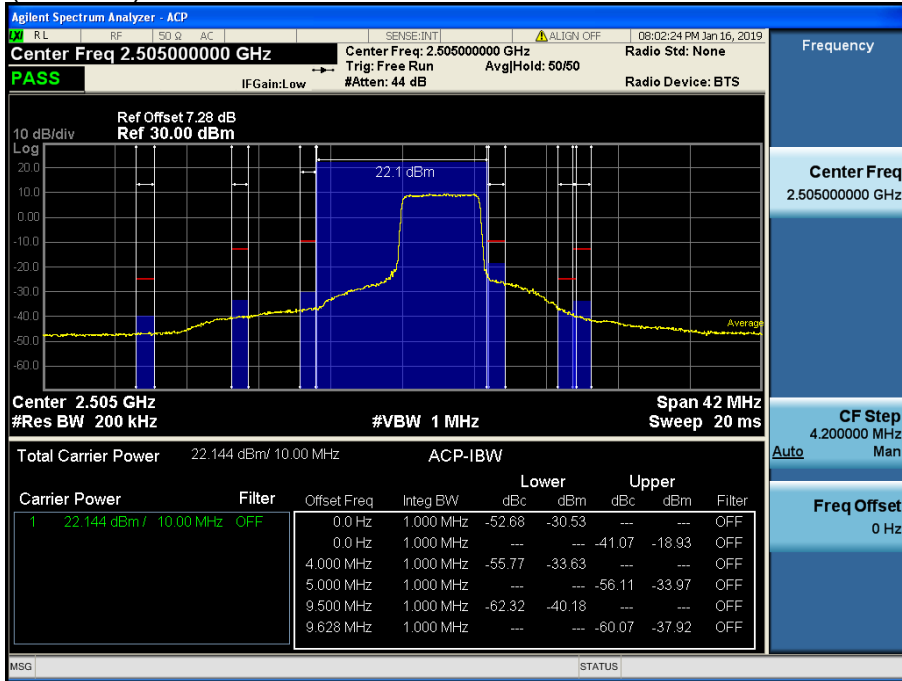 Agilent Spectrum Analyzer - ACP
LXI RL RF 50 Ω AC SENSE:INT ALIGN OFF 08:02:24 PM Jan 16, 2019
Center Freq 2.505000000 GHz Center Freq: 2.505000000 GHz Radio Std: None
Trig: Free Run Avg|Hold: 50/50
PASS IFGain:Low #Atten: 44 dB Radio Device: BTS
Ref Offset 7.28 dB
10 dB/div Ref 30.00 dBm
Log
20.0
10.0
0.00
-10.0
-20.0
-30.0
-40.0
-50.0
-60.0
22.1 dBm
Average
Center 2.505 GHz Span 42 MHz
#Res BW 200 kHz #VBW 1 MHz Sweep 20 ms
Total Carrier Power 22.144 dBm/ 10.00 MHz ACP-IBW
Lower Upper
Carrier Power Filter Offset Freq Integ BW dBc dBm dBc dBm Filter
1 22.144 dBm / 10.00 MHz OFF 0.0 Hz 1.000 MHz -52.68 -30.53 --- --- OFF
0.0 Hz 1.000 MHz --- --- -41.07 -18.93 OFF
4.000 MHz 1.000 MHz -55.77 -33.63 --- --- OFF
5.000 MHz 1.000 MHz --- --- -56.11 -33.97 OFF
9.500 MHz 1.000 MHz -62.32 -40.18 --- --- OFF
9.628 MHz 1.000 MHz --- --- -60.07 -37.92 OFF
MSG STATUS
Frequency
Center Freq
2.505000000 GHz
CF Step
4.200000 MHz
Auto Man
Freq Offset
0 Hz